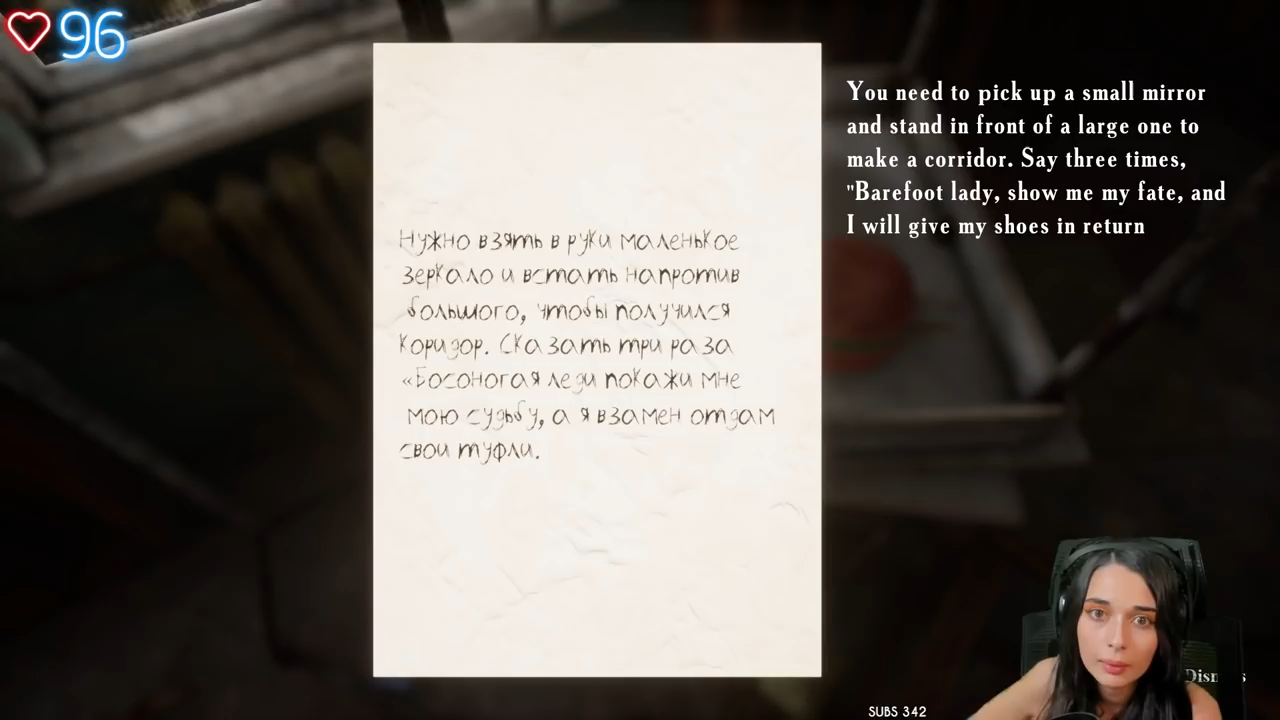 96
Нужно взять в руки маленькое
зеркало и встать напротив
большого, чтобы получился
коридор. Сказать три раза
«Босоногая леди покажи мне
мою судьбу, а я взамен отдам
свои туфли.
You need to pick up a small mirror
and stand in front of a large one to
make a corridor. Say three times,
"Barefoot lady, show me my fate, and
I will give my shoes in return
SUBS 342